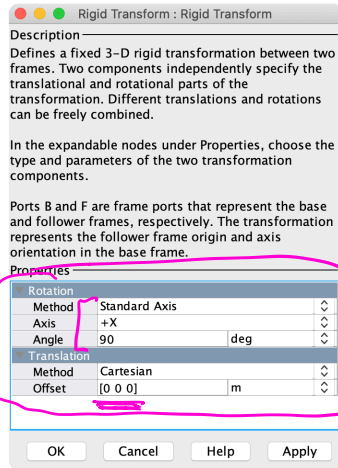 Rigid Transform : Rigid Transform
Description
Defines a fixed 3-D rigid transformation between two
frames. Two components independently specify the
translational and rotational parts of the
transformation. Different translations and rotations
can be freely combined.
In the expandable nodes under Properties, choose the
type and parameters of the two transformation
components.
Ports B and F are frame ports that represent the base
and follower frames, respectively. The transformation
represents the follower frame origin and axis
orientation in the base frame.
Properties
Rotation
Method Standard Axis
Axis +X
Angle 90 deg
Translation
Method Cartesian
Offset [0 0 0] m
OK Cancel Help Apply